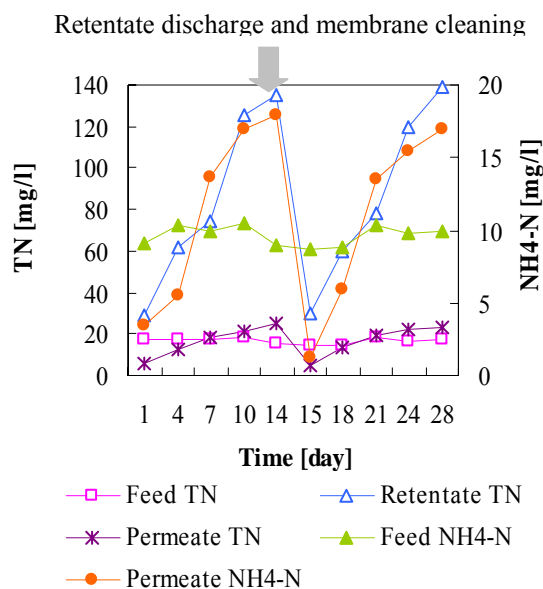 Retentate discharge and membrane cleaning
140 20
120
100 15
80
60 10
40
20 5
0 0
TN [mg/l]
NH4-N [mg/l]
1 4 7 10 14 15 18 21 24 28
Time [day]
Feed TN Retentate TN
Permeate TN Feed NH4-N
Permeate NH4-N